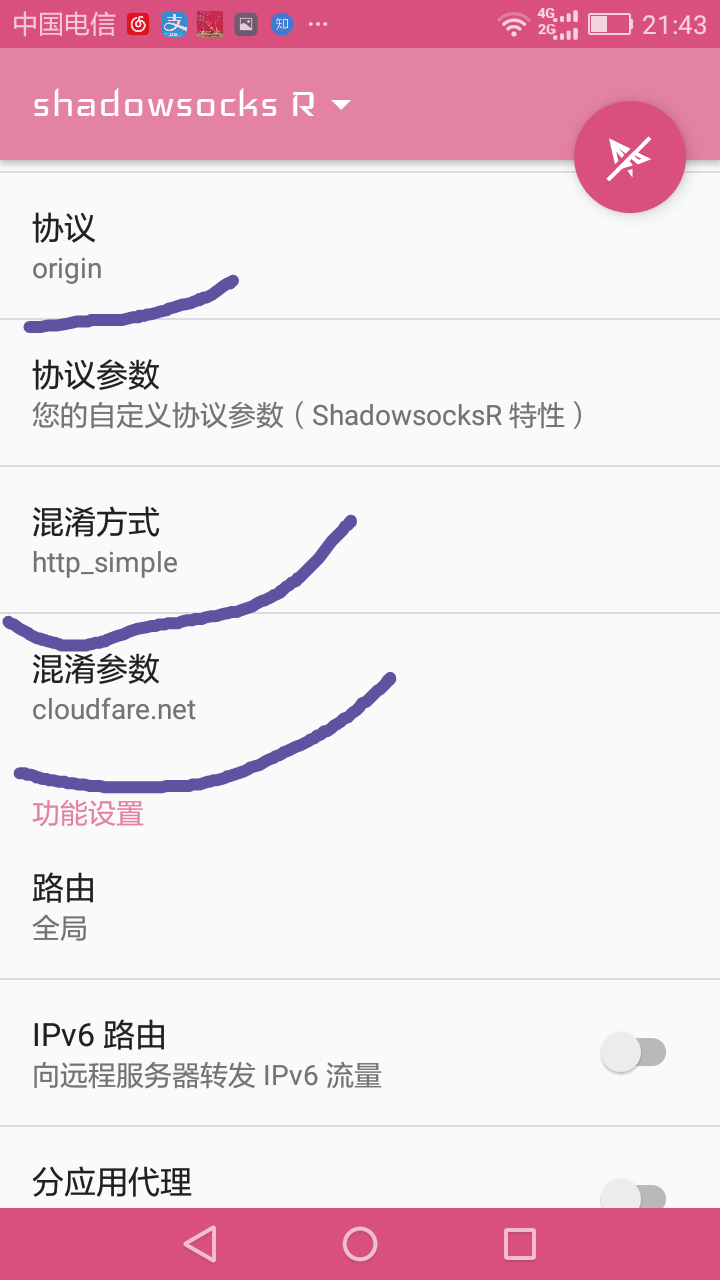 中国电信 知 4G 2G 21:43
shadowsocks R
协议
origin
协议参数
您的自定义协议参数（ShadowsocksR 特性）
混淆方式
http_simple
混淆参数
cloudfare.net
功能设置
路由
全局
IPv6 路由
向远程服务器转发 IPv6 流量
分应用代理